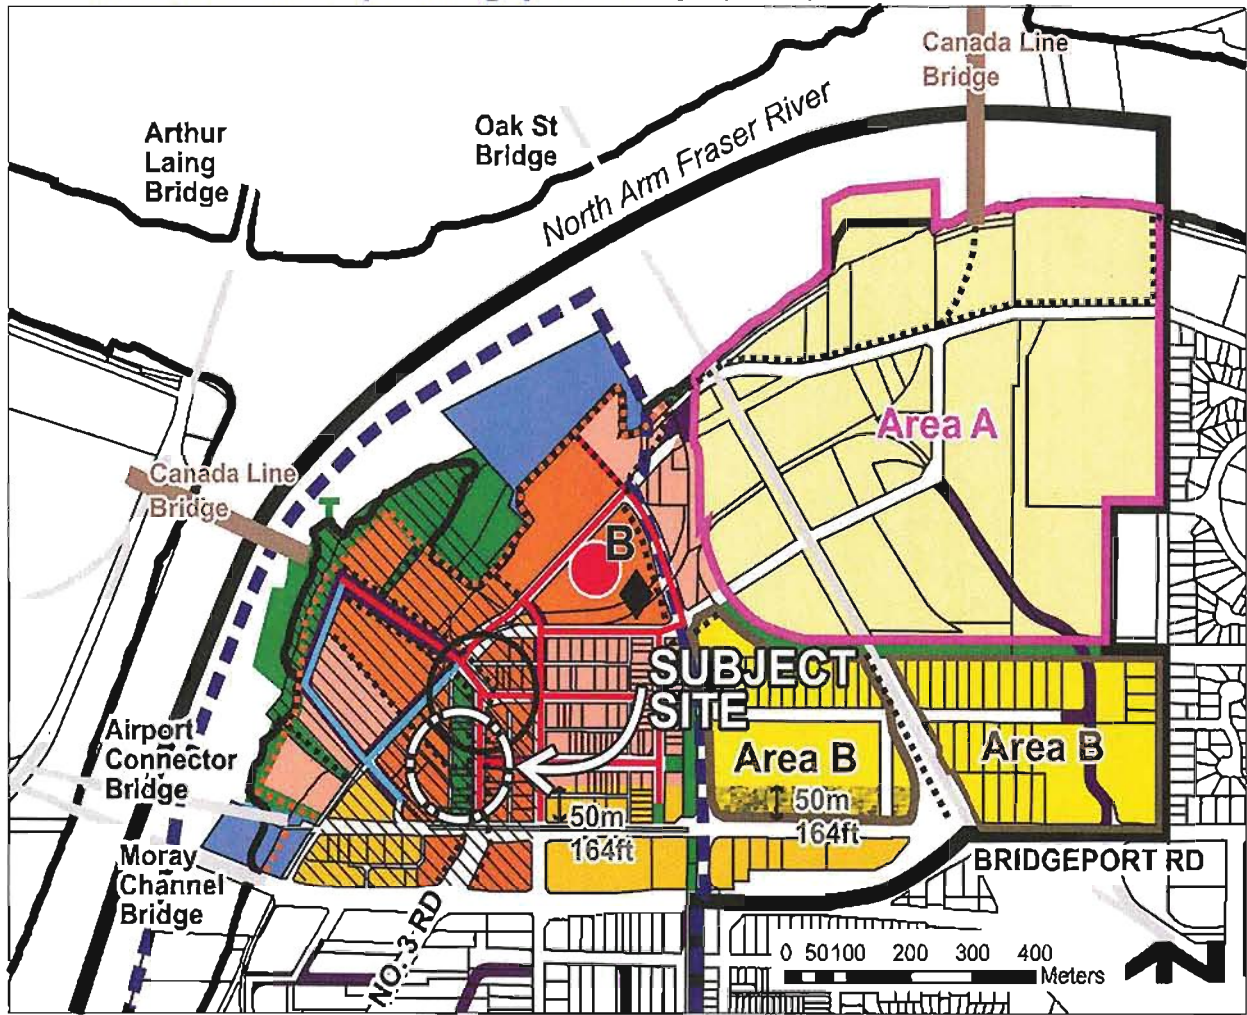 Canada Line
Bridge
Arthur
Laing
Bridge
Oak St
Bridge
North Arm Fraser River
Area A
Canada Line
Bridge
B
SUBJECT
SITE
Airport
Connector
Bridge
Area B
Area B
50m
164ft
50m
164ft
Moray
Channel
Bridge
BRIDGEPORT RD
NO. 3 RD
0 50 100 200 300 400
Meters
N